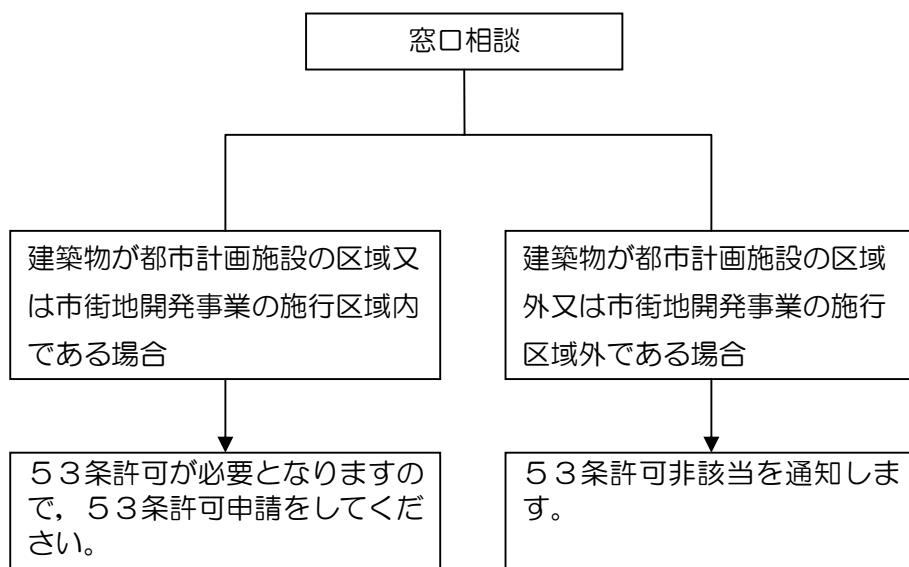 窓口相談
建築物が都市計画施設の区域又
は市街地開発事業の施行区域内
である場合
建築物が都市計画施設の区域
外又は市街地開発事業の施行
区域外である場合
５３条許可が必要となりますの
で，５３条許可申請をしてくだ
さい。
５３条許可非該当を通知しま
す。